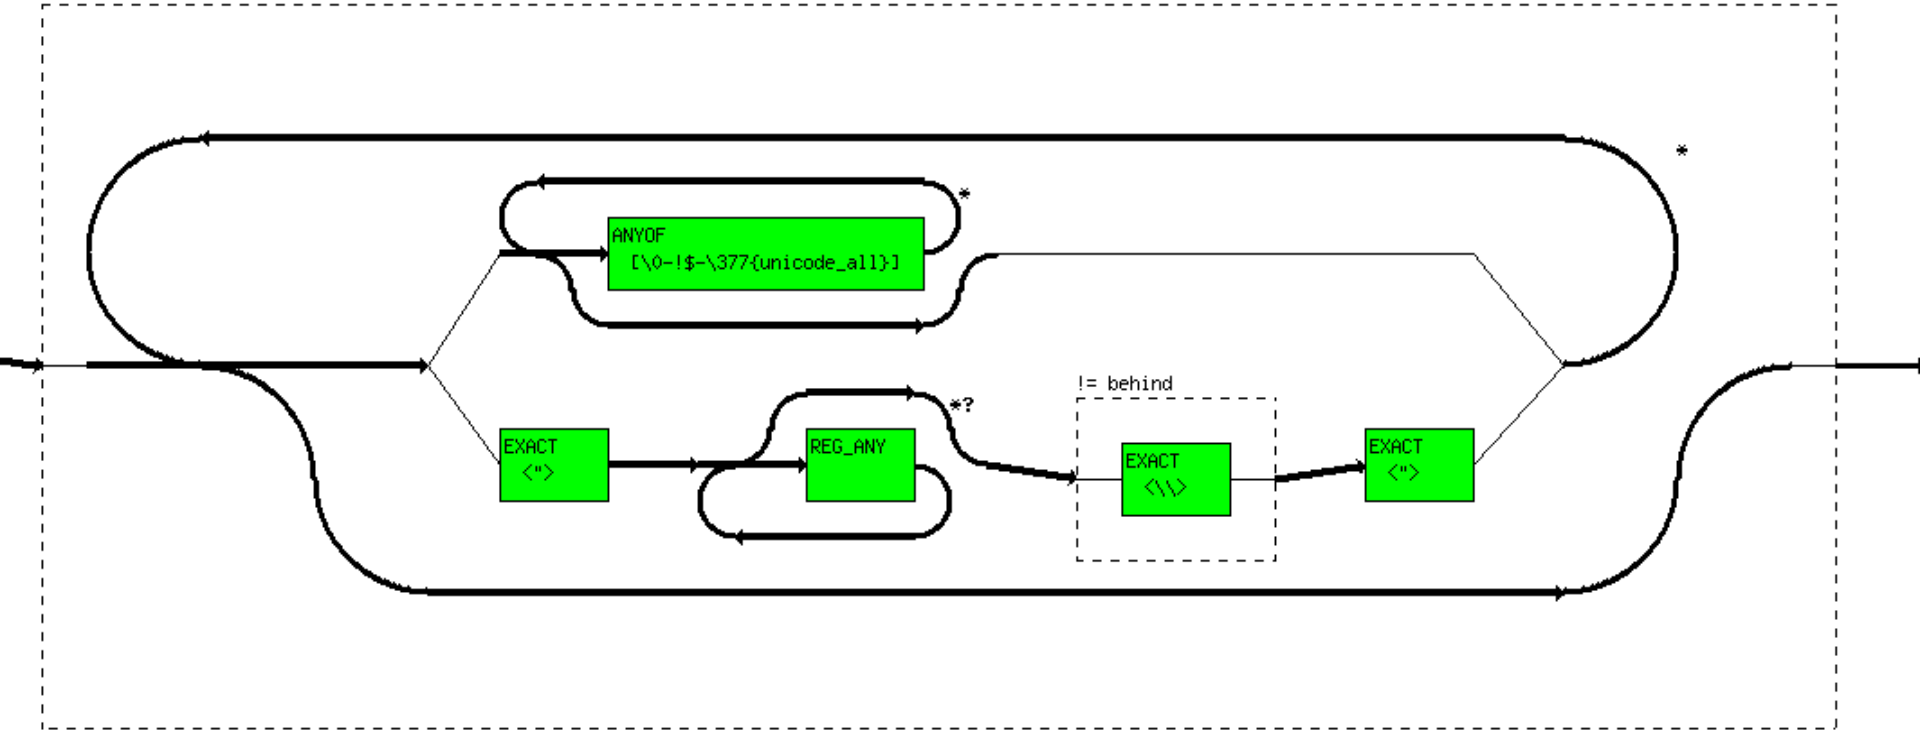 *
*
ANYOF
[\0-!$-\377{unicode_all}]
!= behind
*?
EXACT
<">
REG_ANY
EXACT
<\\>
EXACT
<">